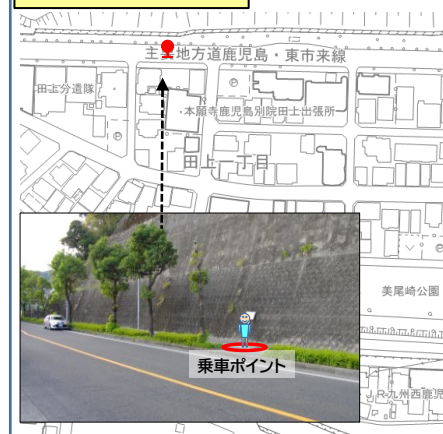 主要地方道鹿児島・東市来線
田上分遣隊
本願寺鹿児島別院田上出張所
田上一丁目
美尾崎公園
乗車ポイント
JR九州西鹿児